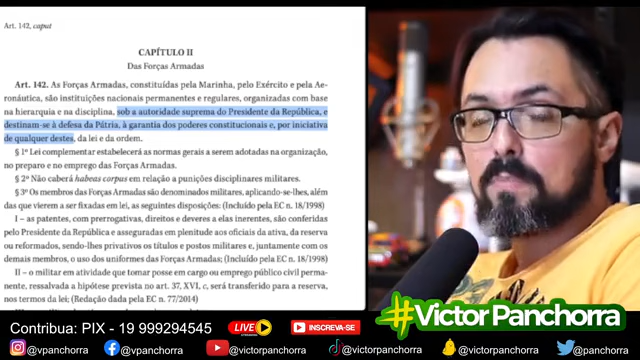 Art. 142, caput
CAPÍTULO II
Das Forças Armadas
Art. 142. As Forças Armadas, constituídas pela Marinha, pelo Exército e pela Ae-
ronáutica, são instituições nacionais permanentes e regulares, organizadas com base
na hierarquia e na disciplina, sob a autoridade suprema do Presidente da República, e
destinam-se à defesa da Pátria, à garantia dos poderes constitucionais e, por iniciativa
de qualquer destes, da lei e da ordem.
§ 1º Lei complementar estabelecerá as normas gerais a serem adotadas na organização,
no preparo e no emprego das Forças Armadas.
§ 2º Não caberá habeas corpus em relação a punições disciplinares militares.
§ 3º Os membros das Forças Armadas são denominados militares, aplicando-se-lhes, além
das que vierem a ser fixadas em lei, as seguintes disposições: (Incluído pela EC n. 18/1998)
I – as patentes, com prerrogativas, direitos e deveres a elas inerentes, são conferidas
pelo Presidente da República e asseguradas em plenitude aos oficiais da ativa, da reserva
ou reformados, sendo-lhes privativos os títulos e postos militares e, juntamente com os
demais membros, o uso dos uniformes das Forças Armadas; (Incluído pela EC n. 18/1998)
II – o militar em atividade que tomar posse em cargo ou emprego público civil perma-
nente, ressalvada a hipótese prevista no art. 37, XVI, c, será transferido para a reserva,
nos termos da lei; (Redação dada pela EC n. 77/2014)
#VictorPanchorra
Contribua: PIX - 19 999294545
LIVE
INSCREVA-SE
@vpanchorra
@vpanchorra
@victorpanchorra
@victorpanchorra
@victorpanchorra